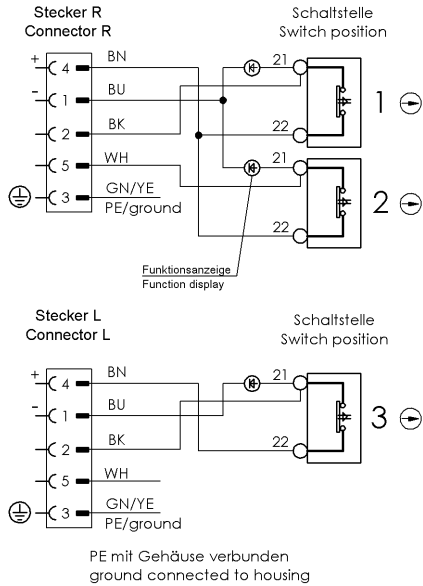 Stecker R
Connector R
Schaltstelle
Switch position
+ 4 BN 21
- 1 BU
2 BK
1
22
5 WH 21
3 GN/YE
PE/ground
2
22
Funktionsanzeige
Function display
Stecker L
Connector L
Schaltstelle
Switch position
+ 4 BN 21
- 1 BU
2 BK
3
22
5 WH
3 GN/YE
PE/ground
PE mit Gehäuse verbunden
ground connected to housing